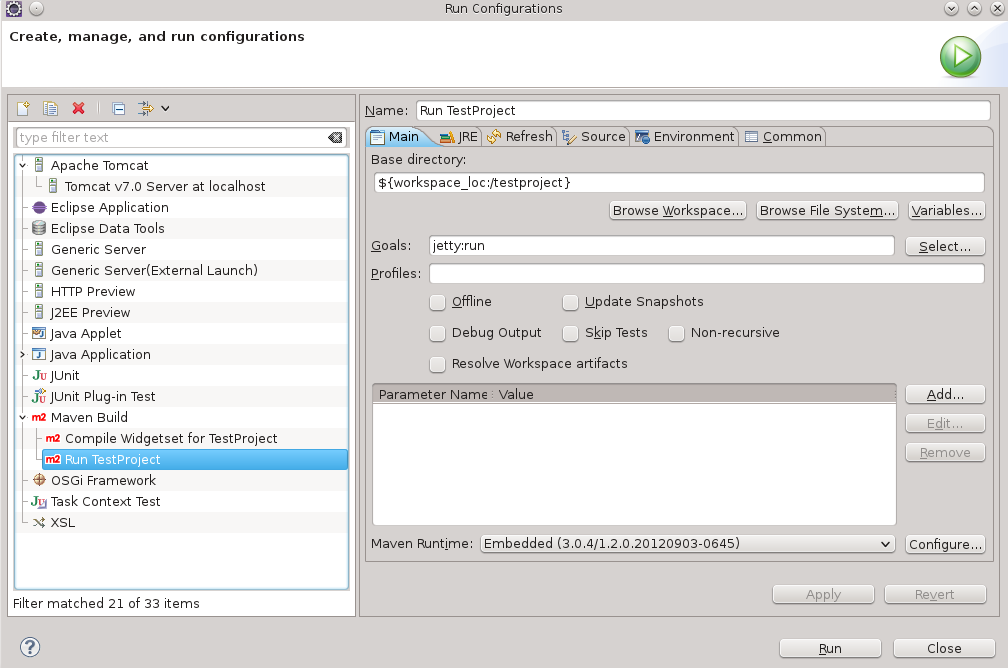 Run Configurations
Create, manage, and run configurations
type filter text
Apache Tomcat
Tomcat v7.0 Server at localhost
Eclipse Application
Eclipse Data Tools
Generic Server
Generic Server(External Launch)
HTTP Preview
J2EE Preview
Java Applet
Java Application
Ju JUnit
JUnit Plug-in Test
m2 Maven Build
m2 Compile Widgetset for TestProject
m2 Run TestProject
OSGi Framework
Ju Task Context Test
XSL
Filter matched 21 of 33 items
Name: Run TestProject
Main JRE Refresh Source Environment Common
Base directory:
${workspace_loc:/testproject}
Browse Workspace... Browse File System... Variables...
Goals: jetty:run Select...
Profiles:
Offline Update Snapshots
Debug Output Skip Tests Non-recursive
Resolve Workspace artifacts
Parameter Name Value
Add...
Edit...
Remove
Maven Runtime: Embedded (3.0.4/1.2.0.20120903-0645) Configure...
Apply Revert
? Run Close